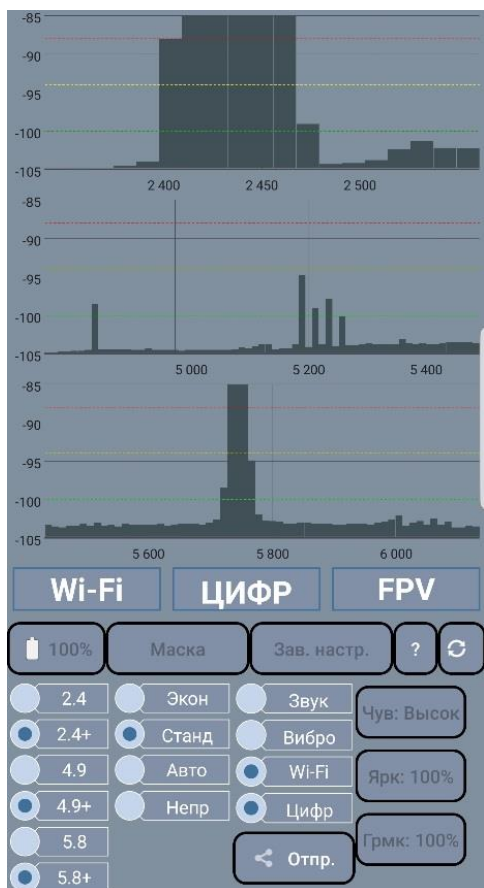 -85
-90
-95
-100
-105
2 400 2 450 2 500
-85
-90
-95
-100
-105
5 000 5 200 5 400
-85
-90
-95
-100
-105
5 600 5 800 6 000
Wi-Fi ЦИФР FPV
100% Маска Зав. настр. ?
2.4 Экон Звук Чув: Высок
2.4+ Станд Вибро
4.9 Авто Wi-Fi Ярк: 100%
4.9+ Непр Цифр
5.8 Грмк: 100%
5.8+ Отпр.